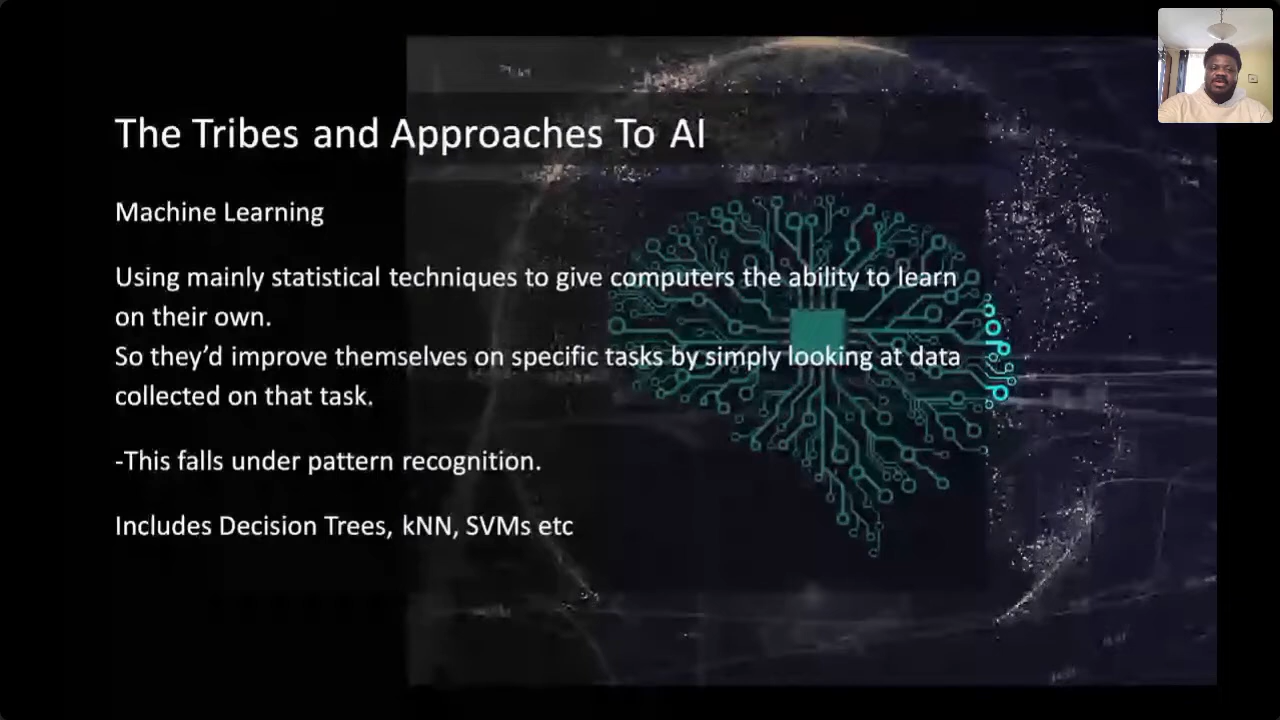 The Tribes and Approaches To AI
Machine Learning
Using mainly statistical techniques to give computers the ability to learn
on their own.
So they’d improve themselves on specific tasks by simply looking at data
collected on that task.
-This falls under pattern recognition.
Includes Decision Trees, kNN, SVMs etc